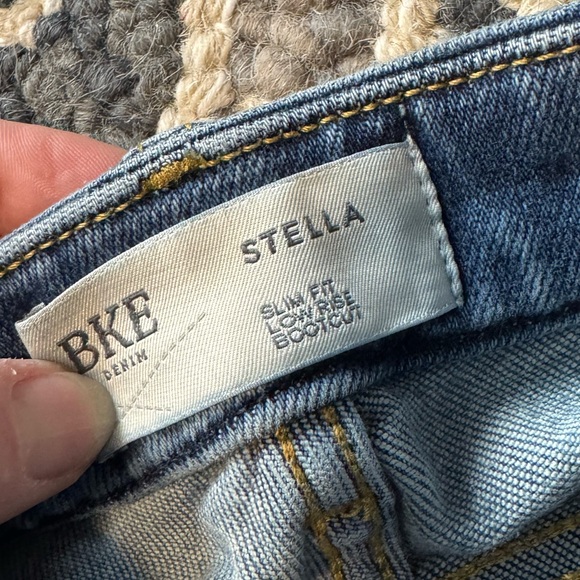 BKE
DENIM
STELLA
SLIM FIT
LOW RISE
BOOTCUT